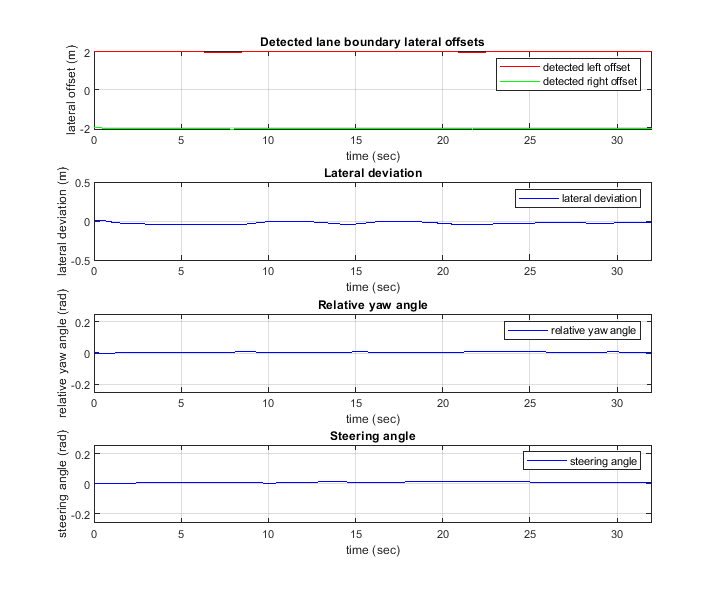 Detected lane boundary lateral offsets
lateral offset (m)
2
0
-2
detected left offset
detected right offset
0 5 10 15 20 25 30
time (sec)
Lateral deviation
lateral deviation (m)
0.5
0
-0.5
lateral deviation
0 5 10 15 20 25 30
time (sec)
Relative yaw angle
relative yaw angle (rad)
0.2
0
-0.2
relative yaw angle
0 5 10 15 20 25 30
time (sec)
Steering angle
steering angle (rad)
0.2
0
-0.2
steering angle
0 5 10 15 20 25 30
time (sec)